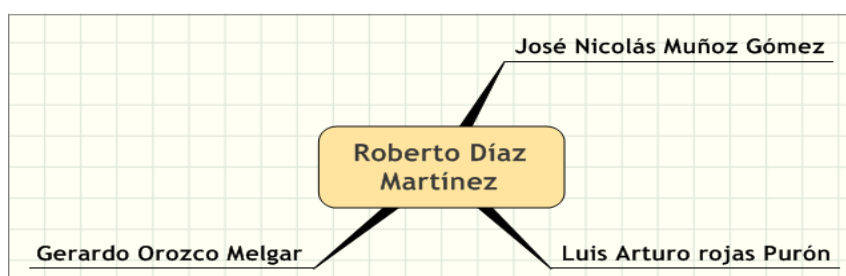 José Nicolás Muñoz Gómez
Roberto Díaz
Martínez
Gerardo Orozco Melgar
Luis Arturo rojas Purón